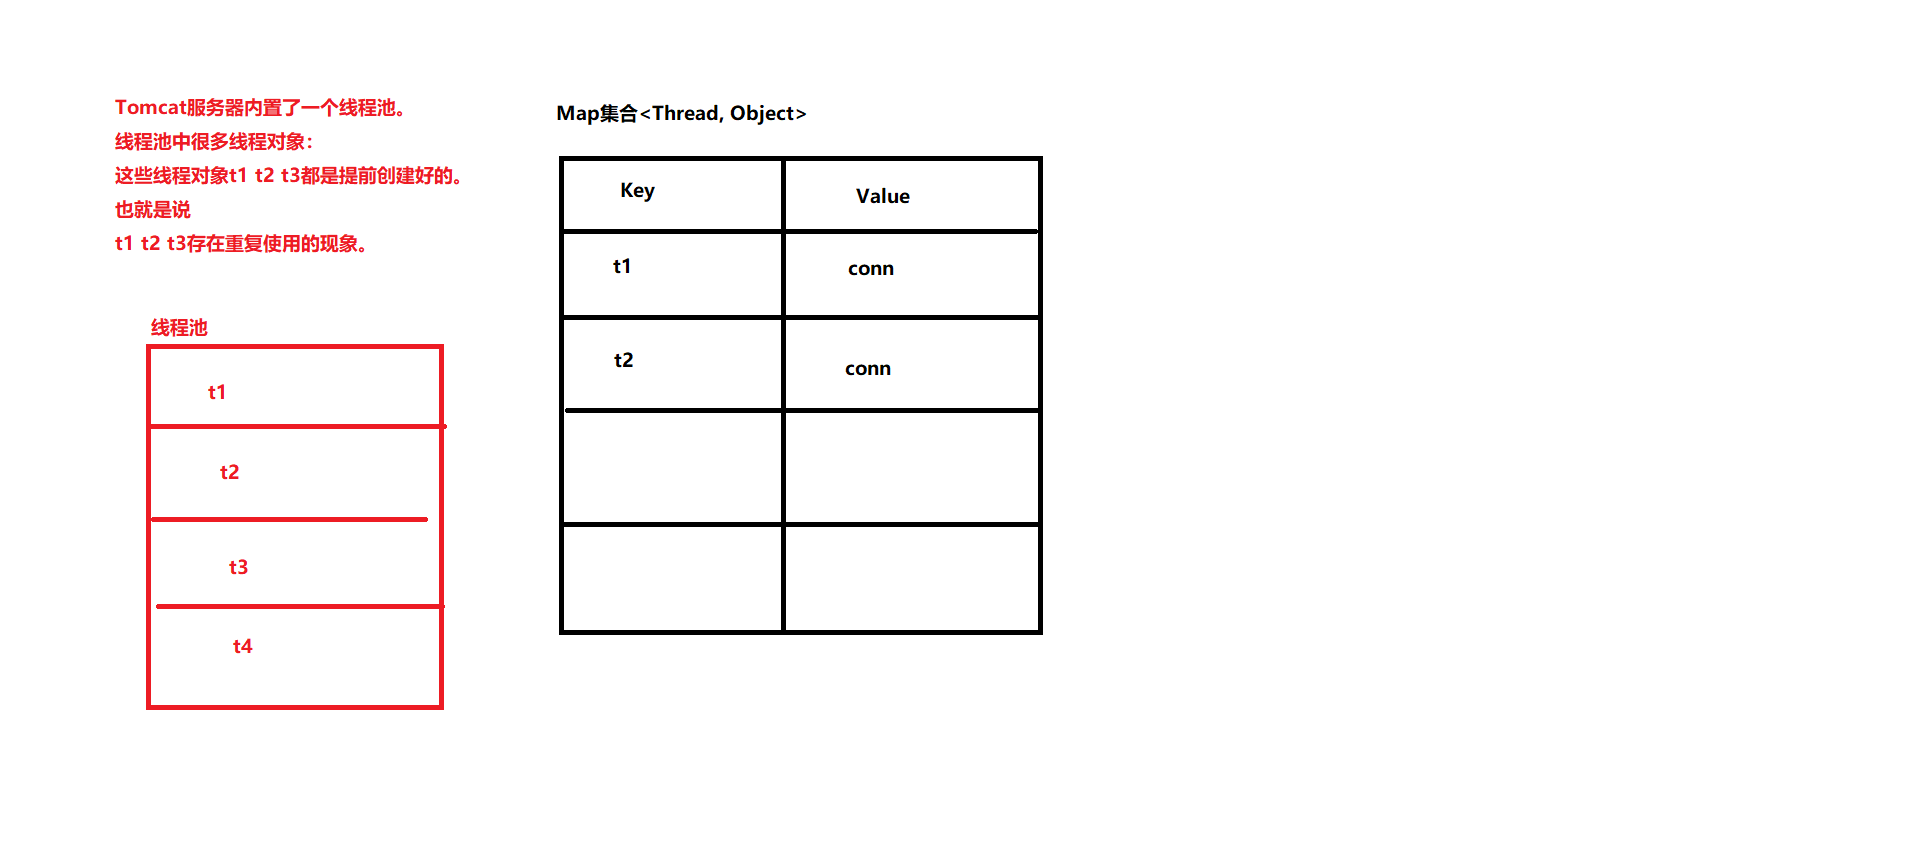 Tomcat服务器内置了一个线程池。
线程池中很多线程对象：
这些线程对象t1 t2 t3都是提前创建好的。
也就是说
t1 t2 t3存在重复使用的现象。
线程池
t1
t2
t3
t4
Map集合<Thread, Object>
Key Value
t1 conn
t2 conn